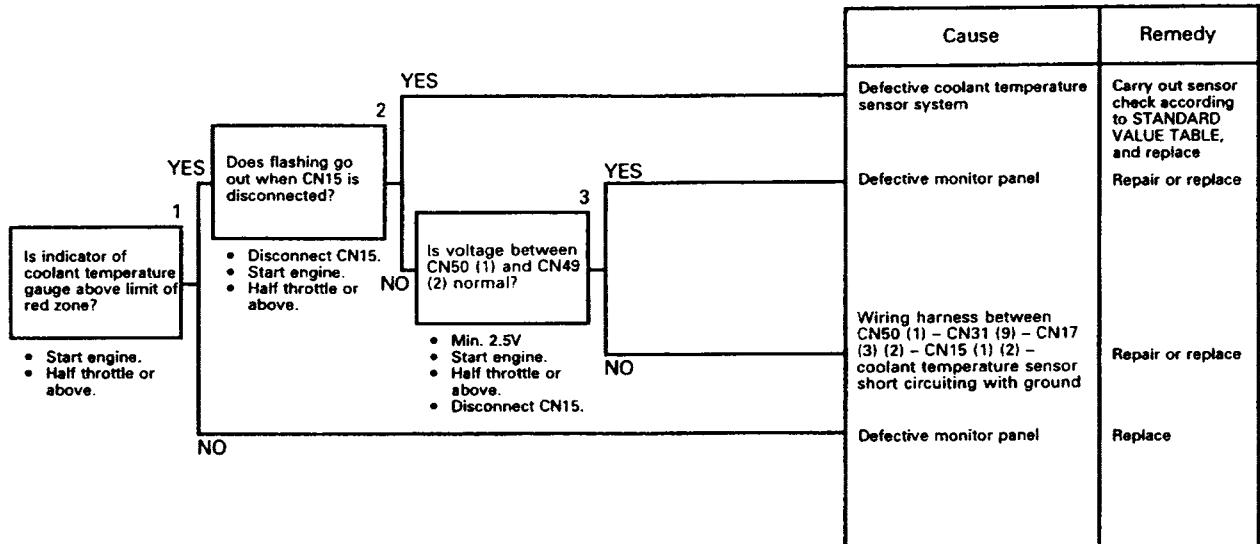 Cause
Remedy
YES
Defective coolant temperature
sensor system
Carry out sensor
check according
to STANDARD
VALUE TABLE,
and replace
2
YES
Does flashing go
out when CN15 is
disconnected?
• Disconnect CN15.
• Start engine.
• Half throttle or
above.
YES
Defective monitor panel
Repair or replace
3
NO
Is voltage between
CN50 (1) and CN49
(2) normal?
• Min. 2.5V
• Start engine.
• Half throttle or
above.
• Disconnect CN15.
1
Is indicator of
coolant temperature
gauge above limit of
red zone?
• Start engine.
• Half throttle or
above.
NO
Wiring harness between
CN50 (1) – CN31 (9) – CN17
(3) (2) – CN15 (1) (2) –
coolant temperature sensor
short circuiting with ground
Repair or replace
NO
Defective monitor panel
Replace